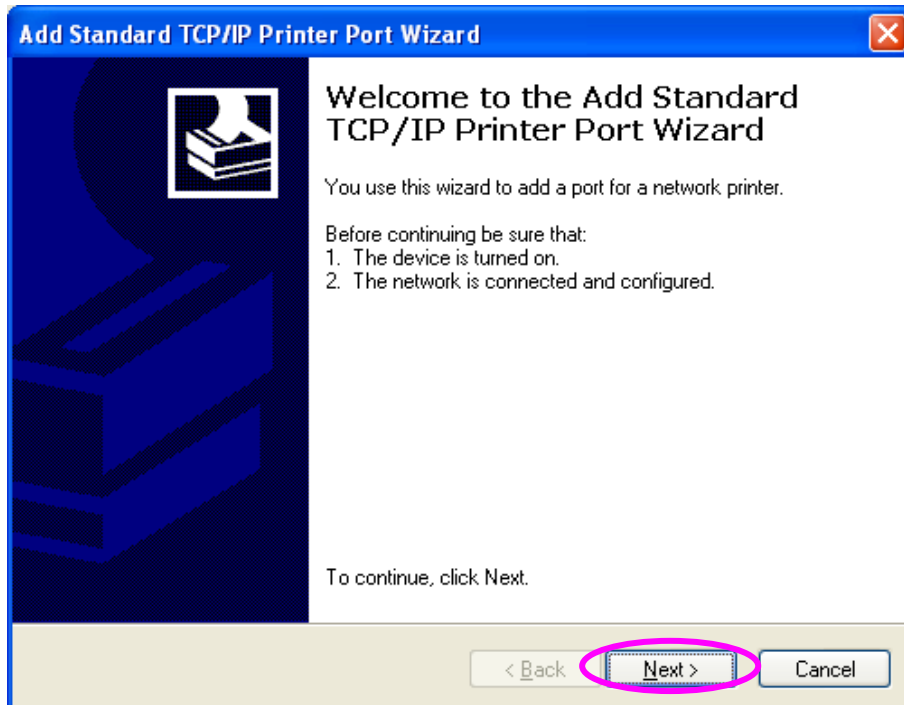 Add Standard TCP/IP Printer Port Wizard
Welcome to the Add Standard
TCP/IP Printer Port Wizard
You use this wizard to add a port for a network printer.
Before continuing be sure that:
1. The device is turned on.
2. The network is connected and configured.
To continue, click Next.
< Back
Next >
Cancel